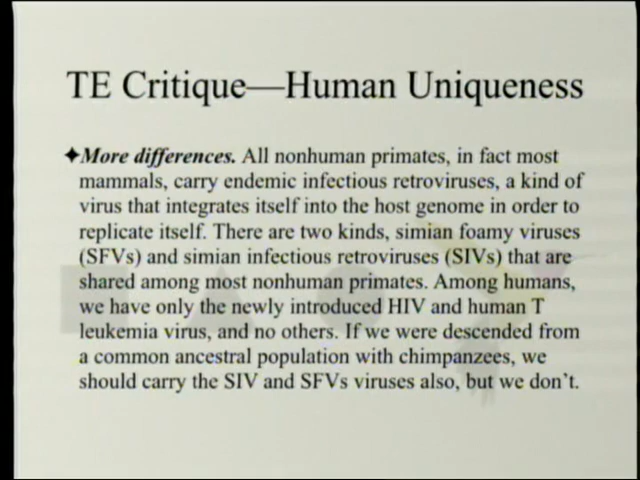 TE Critique—Human Uniqueness
✦More differences. All nonhuman primates, in fact most
mammals, carry endemic infectious retroviruses, a kind of
virus that integrates itself into the host genome in order to
replicate itself. There are two kinds, simian foamy viruses
(SFVs) and simian infectious retroviruses (SIVs) that are
shared among most nonhuman primates. Among humans,
we have only the newly introduced HIV and human T
leukemia virus, and no others. If we were descended from
a common ancestral population with chimpanzees, we
should carry the SIV and SFVs viruses also, but we don't.